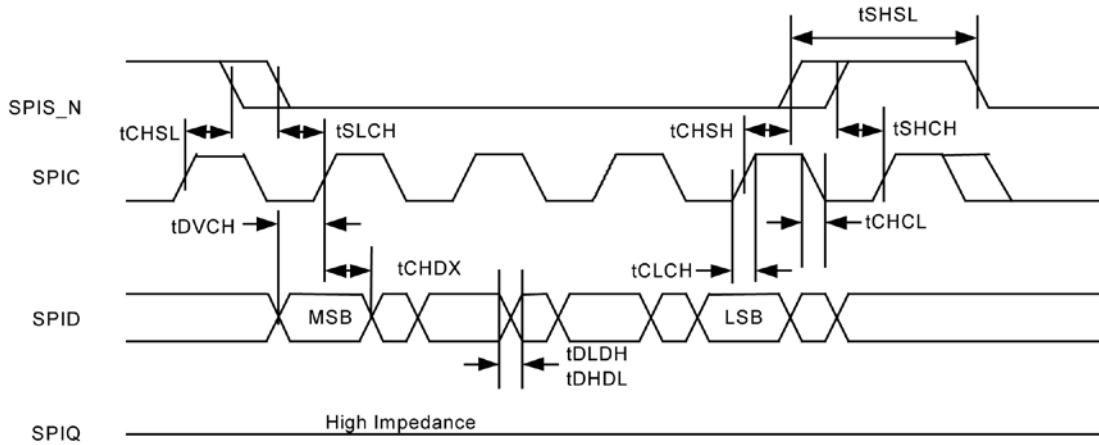 tSHSL
SPIS_N
tCHSL
tSLCH
tCHSH
tSHCH
SPIC
tDVCH
tCHCL
tCHDX
tCLCH
SPID
MSB
LSB
tDLDH
tDHDL
High Impedance
SPIQ